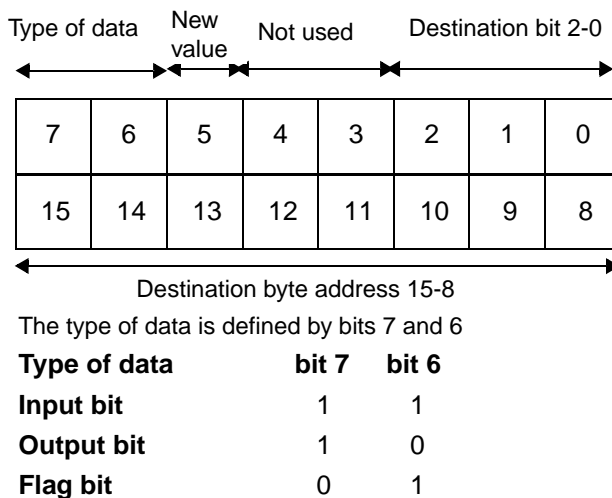 Type of data New value Not used Destination bit 2-0
7 6 5 4 3 2 1 0
15 14 13 12 11 10 9 8
Destination byte address 15-8
The type of data is defined by bits 7 and 6
Type of data bit 7 bit 6
Input bit 1 1
Output bit 1 0
Flag bit 0 1